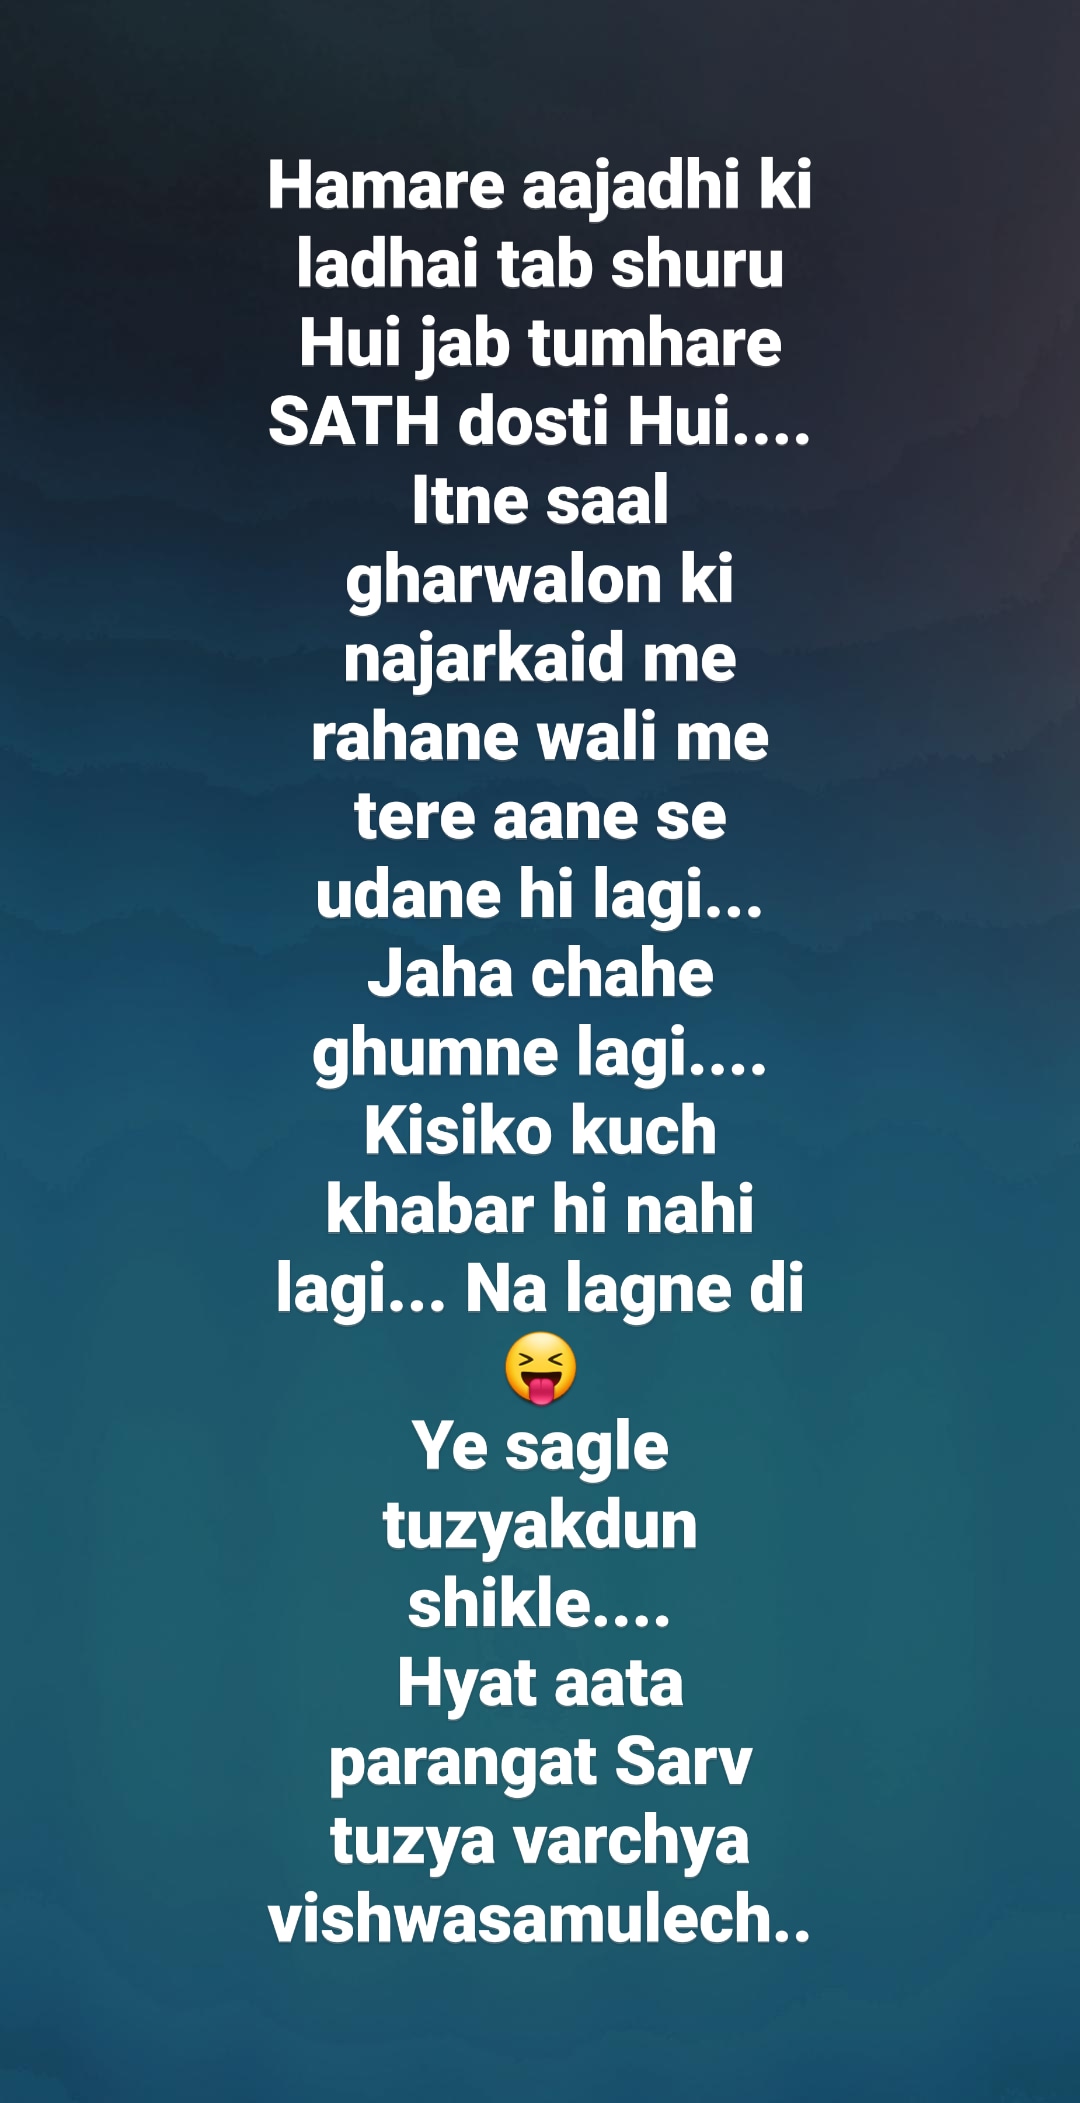 Hamare aajadhi ki
ladhai tab shuru
Hui jab tumhare
SATH dosti Hui....
Itne saal
gharwalon ki
najarkaid me
rahane wali me
tere aane se
udane hi lagi...
Jaha chahe
ghumne lagi....
Kisiko kuch
khabar hi nahi
lagi... Na lagne di
😝
Ye sagle
tuzyakdun
shikle....
Hyat aata
parangat Sarv
tuzya varchya
vishwasamulech..